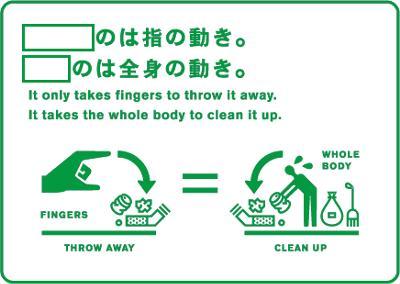 のは指の動き。
のは全身の動き。
It only takes fingers to throw it away.
It takes the whole body to clean it up.
WHOLE
BODY
FINGERS
THROW AWAY
CLEAN UP